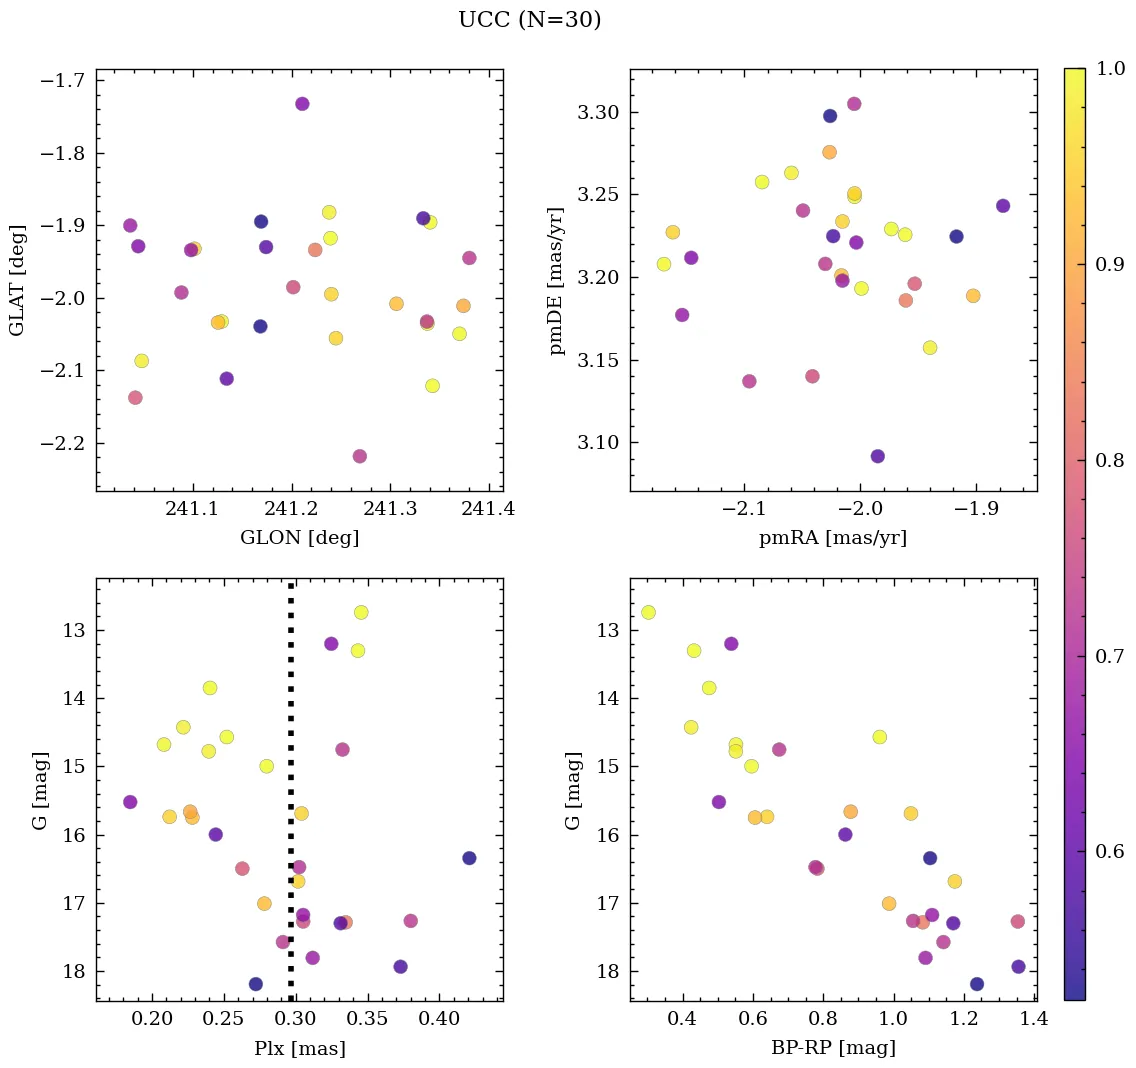 UCC (N=30)
−1.7
−1.8
−1.9
−2.0
−2.1
−2.2
GLAT [deg]
241.1 241.2 241.3 241.4
GLON [deg]
3.30
3.25
3.20
3.15
3.10
pmDE [mas/yr]
−2.1 −2.0 −1.9
pmRA [mas/yr]
13
14
15
16
17
18
G [mag]
0.20 0.25 0.30 0.35 0.40
Plx [mas]
13
14
15
16
17
18
G [mag]
0.4 0.6 0.8 1.0 1.2 1.4
BP-RP [mag]
1.0
0.9
0.8
0.7
0.6